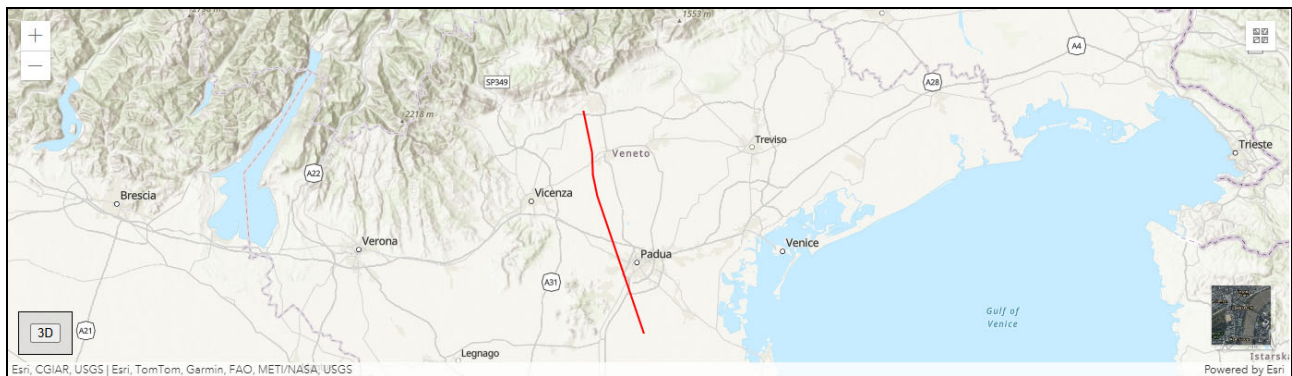 1553 m
A4
SP349
A28
2218 m
Treviso
Trieste
Veneto
A22
Brescia
Vicenza
Verona
Venice
Padua
A31
Gulf of
Venice
3D
A21
Legnago
Istarska
Esri, CGIAR, USGS | Esri, TomTom, Garmin, FAO, METI/NASA, USGS
Powered by Esri